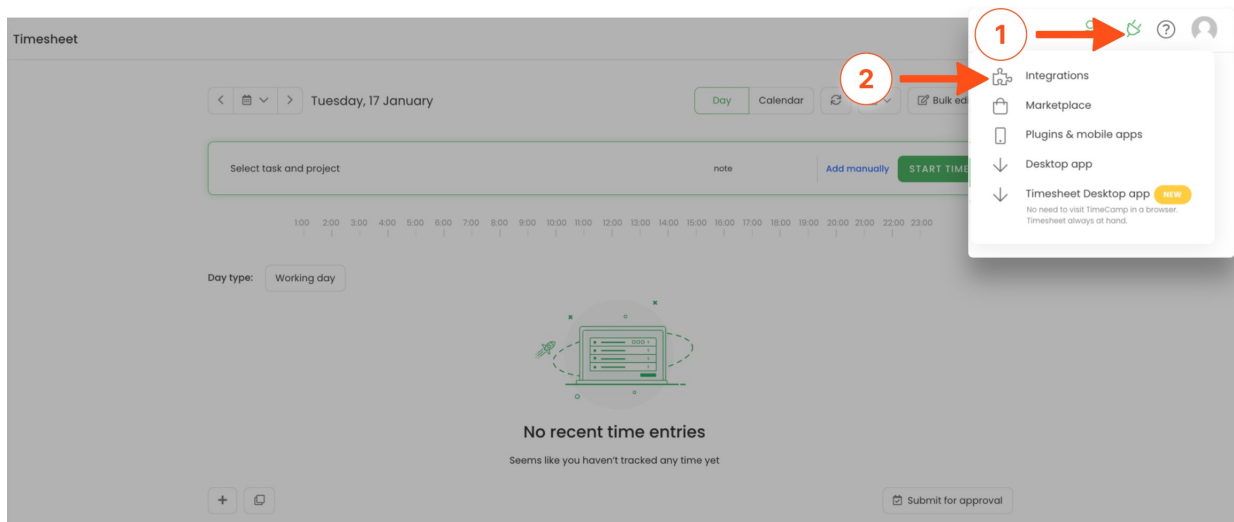 Timesheet
1
2
Tuesday, 17 January
Day
Calendar
Bulk edi
Integrations
Marketplace
Plugins & mobile apps
Desktop app
Timesheet Desktop app NEW
No need to visit TimeCamp in a browser.
Timesheet always at hand.
Select task and project
note
Add manually
START TIME
1:00 2:00 3:00 4:00 5:00 6:00 7:00 8:00 9:00 10:00 11:00 12:00 13:00 14:00 15:00 16:00 17:00 18:00 19:00 20:00 21:00 22:00 23:00
Day type:
Working day
No recent time entries
Seems like you haven't tracked any time yet
Submit for approval